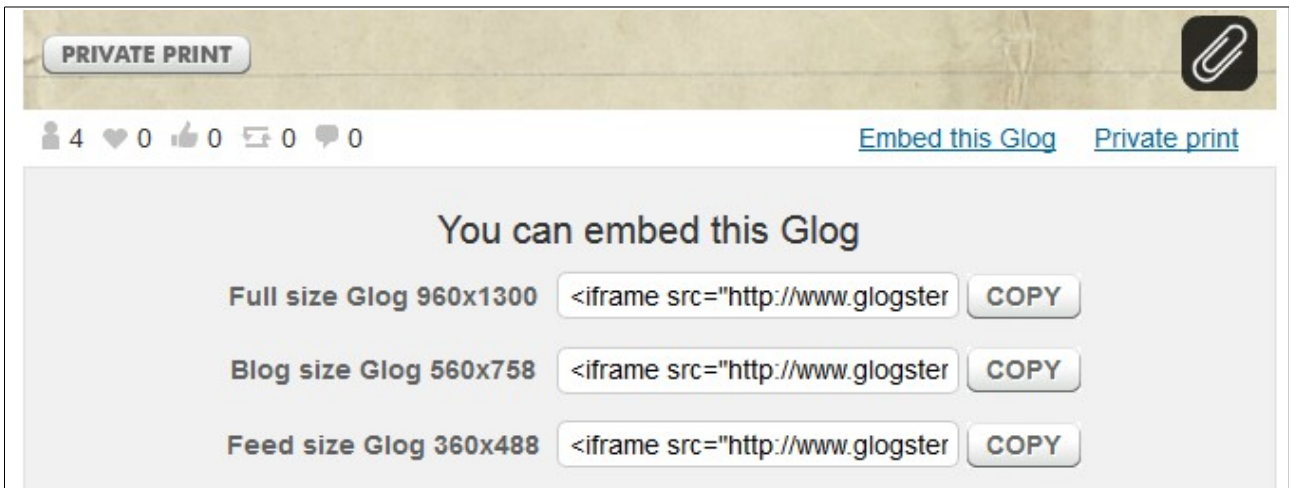 PRIVATE PRINT
4 0 0 0 0 Embed this Glog Private print
You can embed this Glog
Full size Glog 960x1300 <iframe src="http://www.glogster COPY
Blog size Glog 560x758 <iframe src="http://www.glogster COPY
Feed size Glog 360x488 <iframe src="http://www.glogster COPY